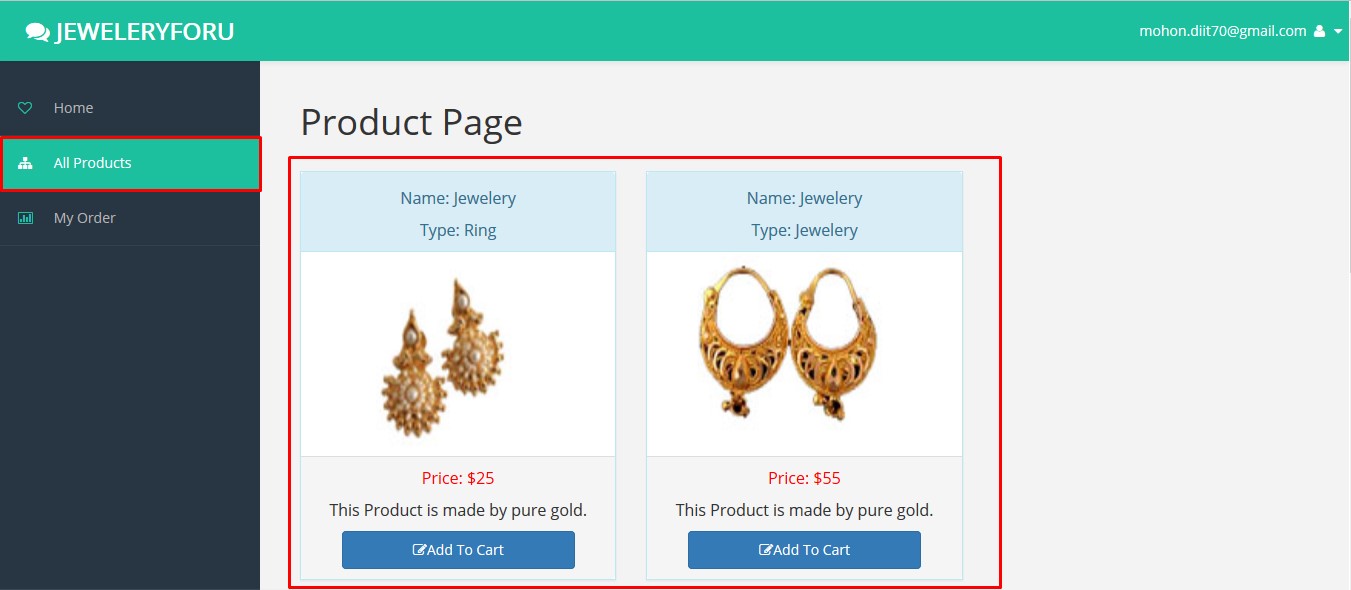 JEWELERYFORU
mohon.diit70@gmail.com
Home
All Products
My Order
Product Page
Name: Jewelery
Type: Ring
Price: $25
This Product is made by pure gold.
Add To Cart
Name: Jewelery
Type: Jewelery
Price: $55
This Product is made by pure gold.
Add To Cart